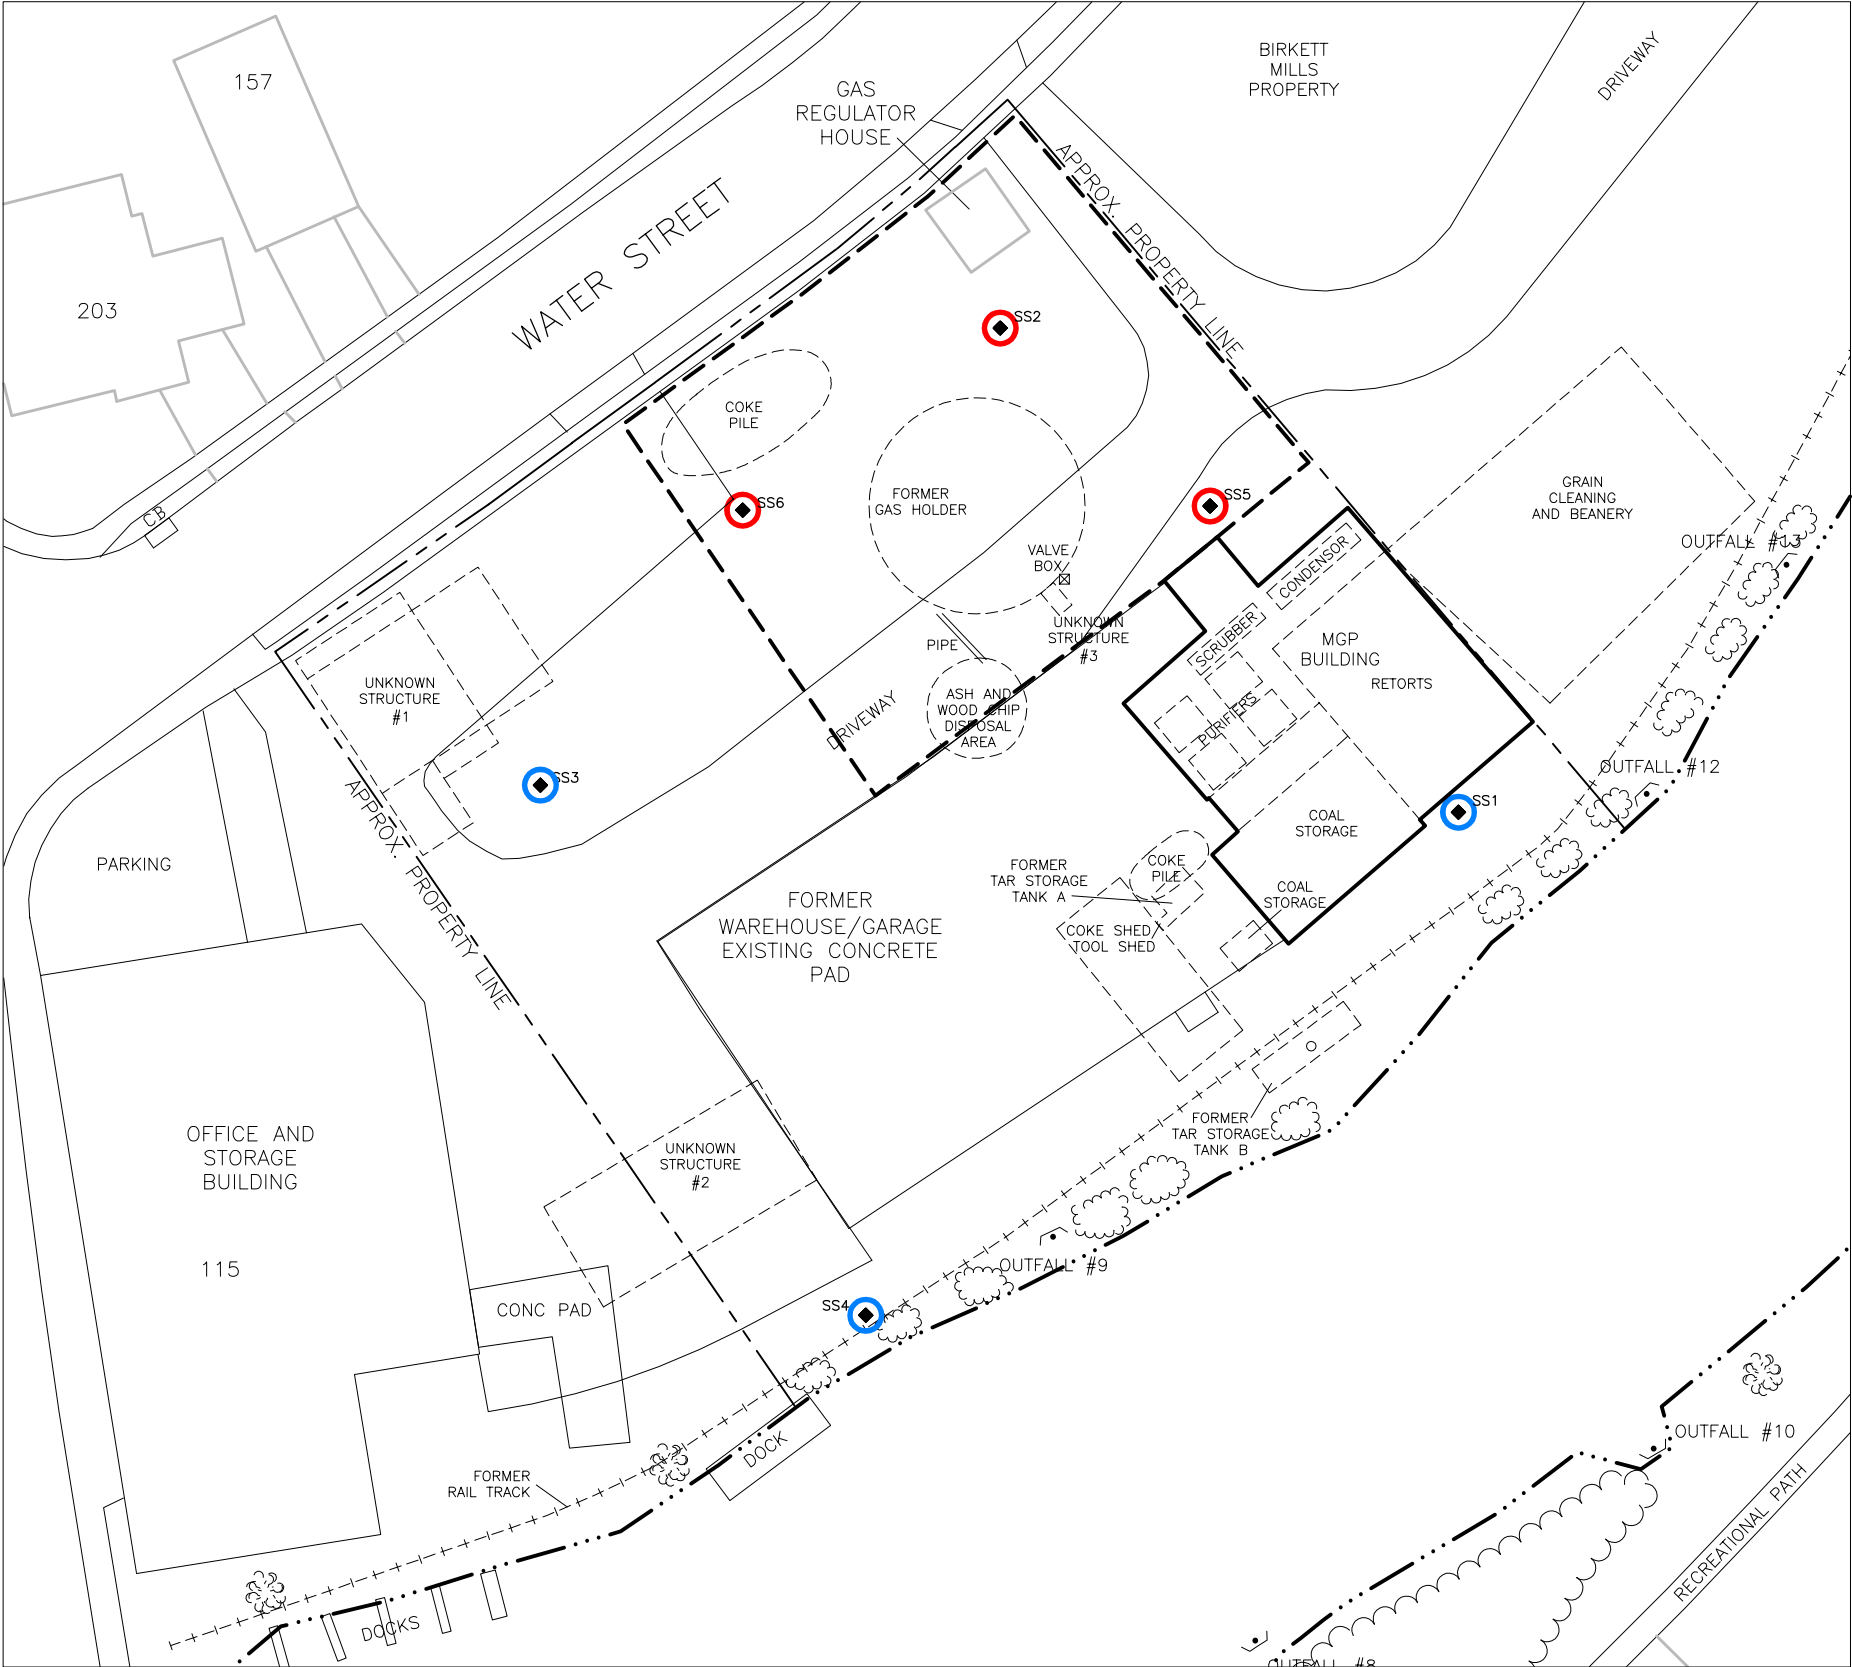 157
BIRKETT
MILLS
PROPERTY
DRIVEWAY
GAS
REGULATOR
HOUSE
APPROX. PROPERTY LINE
WATER STREET
203
SS2
COKE
PILE
SS6
FORMER
GAS HOLDER
SS5
GRAIN
CLEANING
AND BEANERY
OUTFALL #13
CB
VALVE
BOX
CONDENSOR
UNKNOWN
STRUCTURE
#3
SCRUBBER
MGP
BUILDING
RETORTS
PIPE
UNKNOWN
STRUCTURE
#1
ASH AND
WOOD CHIP
DISPOSAL
AREA
DRIVEWAY
PURIFIERS
OUTFALL #12
SS3
SS1
APPROX. PROPERTY LINE
COAL
STORAGE
PARKING
FORMER
TAR STORAGE
TANK A
COKE
PILE
COAL
STORAGE
FORMER
WAREHOUSE/GARAGE
EXISTING CONCRETE
PAD
COKE SHED/
TOOL SHED
OFFICE AND
STORAGE
BUILDING
UNKNOWN
STRUCTURE
#2
FORMER
TAR STORAGE
TANK B
115
OUTFALL #9
CONC PAD
SS4
OUTFALL #10
DOCK
FORMER
RAIL TRACK
RECREATIONAL PATH
DOCKS
OUTFALL #8